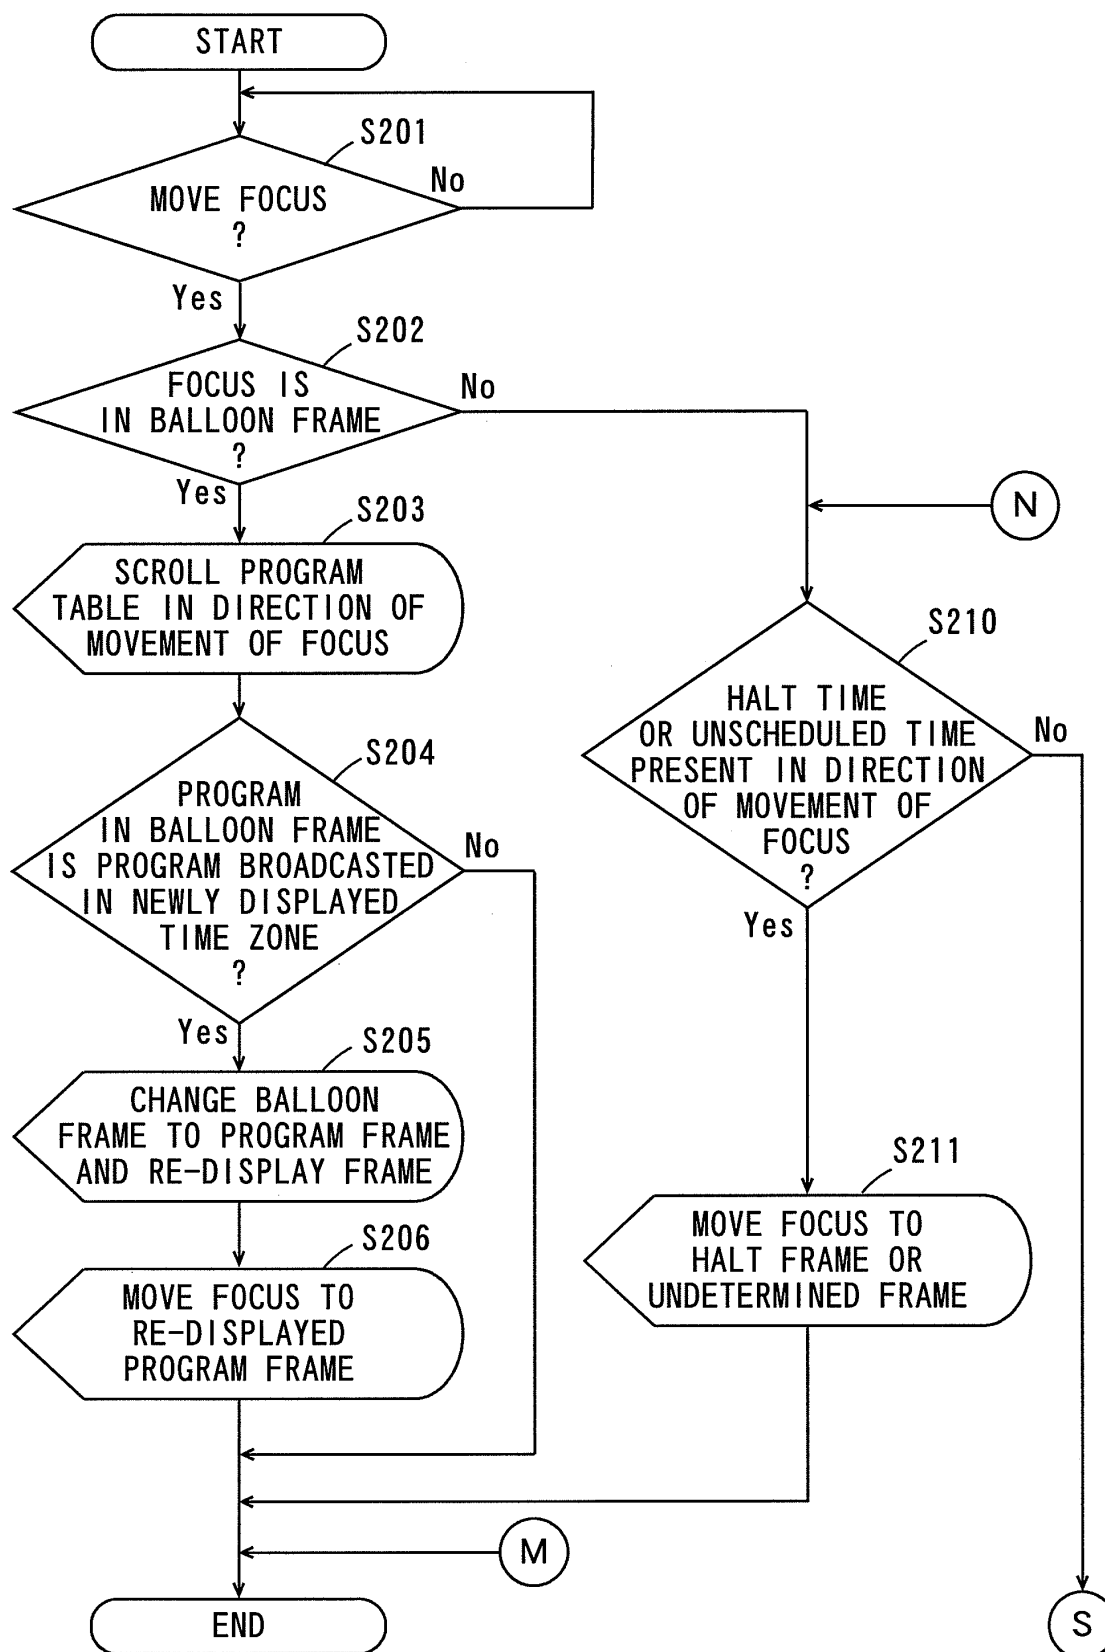 START
S201
MOVE FOCUS
?
No
Yes
S202
FOCUS IS
IN BALLOON FRAME
?
No
Yes
N
S203
SCROLL PROGRAM
TABLE IN DIRECTION OF
MOVEMENT OF FOCUS
S210
HALT TIME
OR UNSCHEDULED TIME
PRESENT IN DIRECTION
OF MOVEMENT OF
FOCUS
?
No
Yes
S204
PROGRAM
IN BALLOON FRAME
IS PROGRAM BROADCASTED
IN NEWLY DISPLAYED
TIME ZONE
?
No
Yes
S205
CHANGE BALLOON
FRAME TO PROGRAM FRAME
AND RE-DISPLAY FRAME
S211
MOVE FOCUS TO
HALT FRAME OR
UNDETERMINED FRAME
S206
MOVE FOCUS TO
RE-DISPLAYED
PROGRAM FRAME
M
END
S